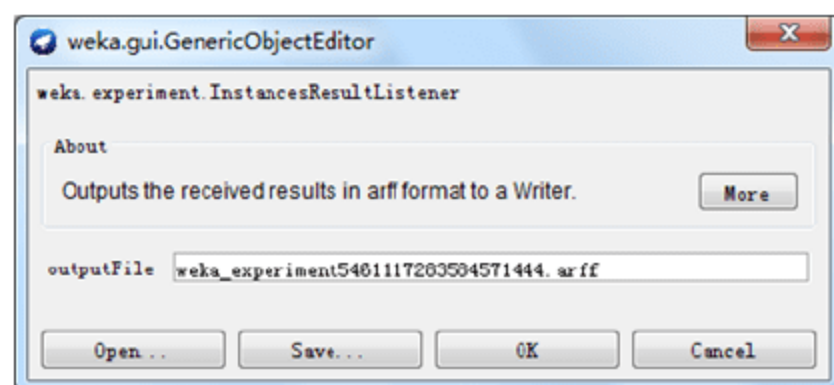 weka.gui.GenericObjectEditor
weka.experiment.InstancesResultListener
About
Outputs the received results in arff format to a Writer.
More
outputFile weka_experiment5461117283584571444.arff
Open... Save... OK Cancel